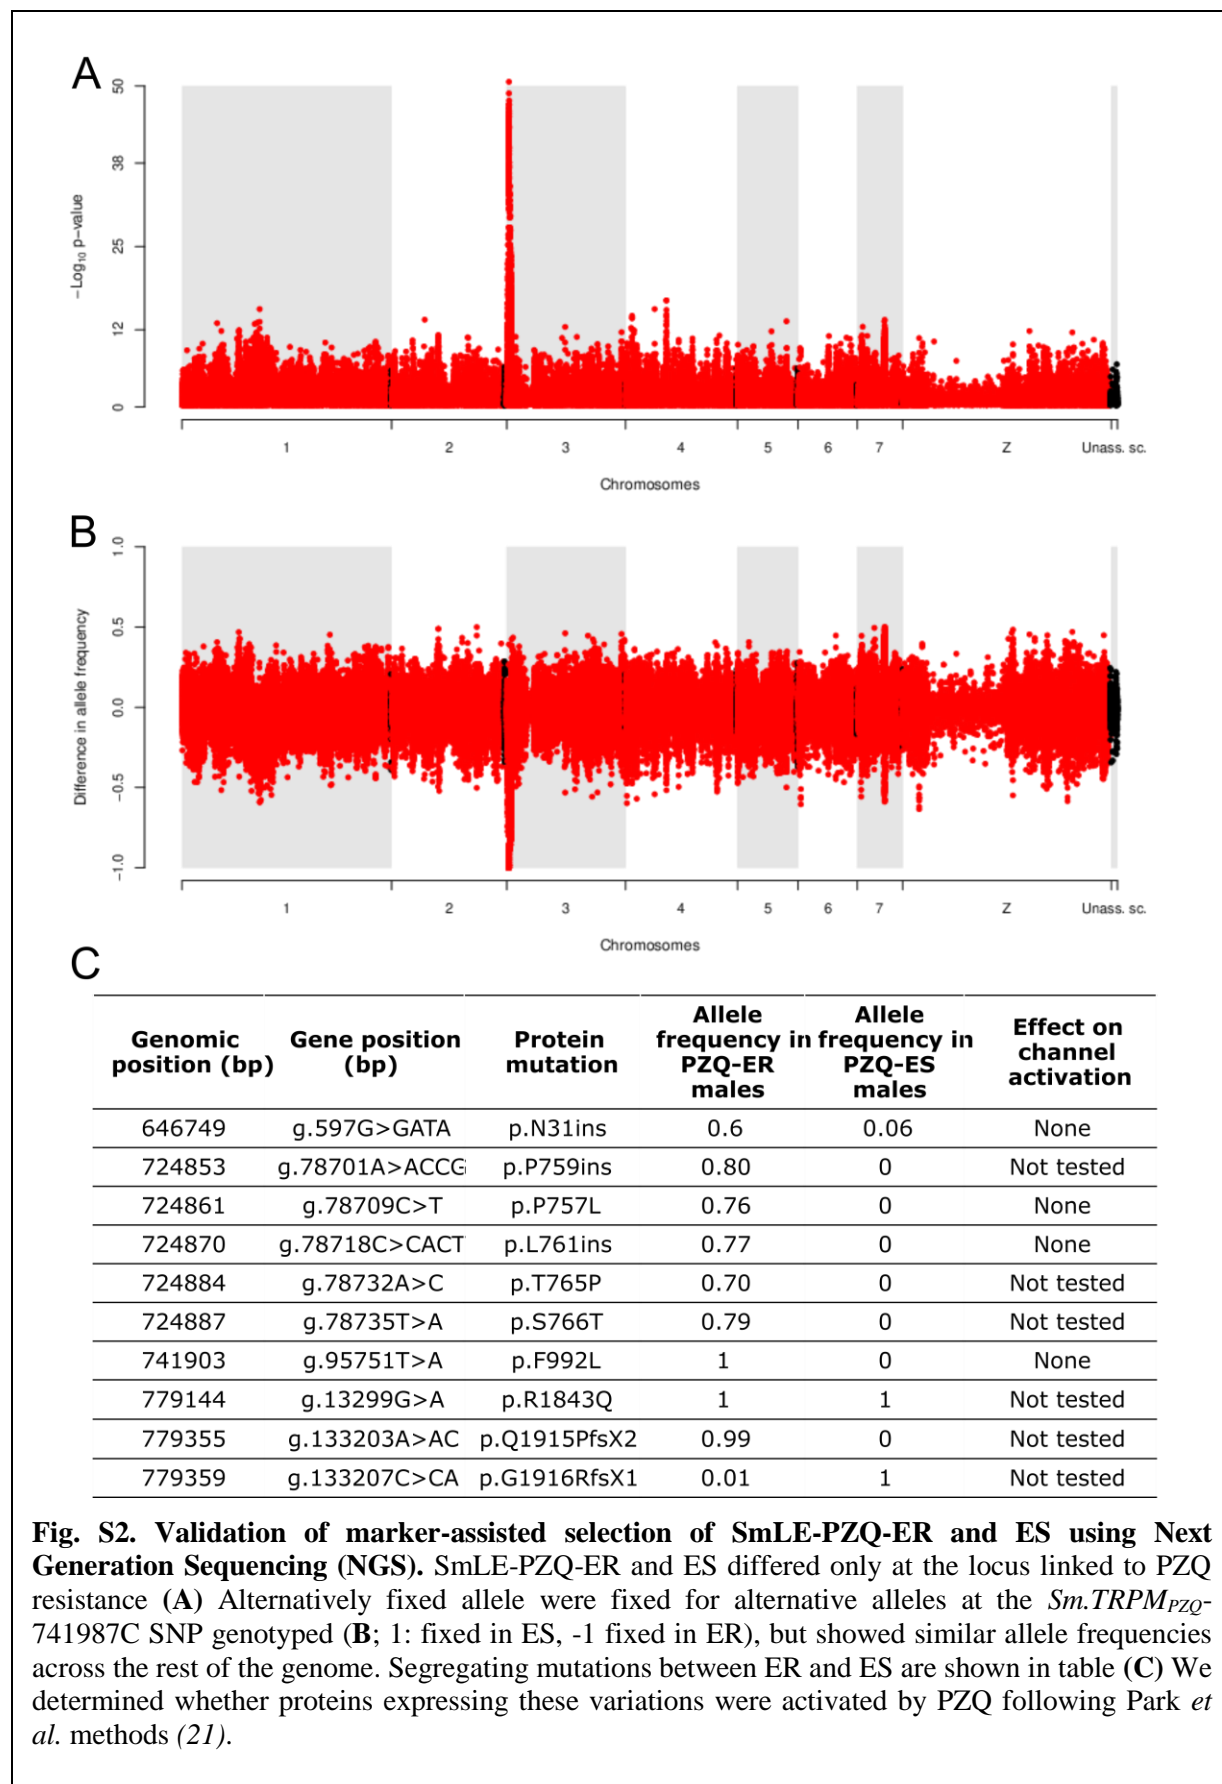 A
50
38
25
12
0
−Log10 p−value
1 2 3 4 5 6 7 Z Unass. sc.
Chromosomes
B
1.0
0.5
0.0
−0.5
−1.0
Difference in allele frequency
1 2 3 4 5 6 7 Z Unass. sc.
Chromosomes
C
Genomic position (bp) Gene position (bp) Protein mutation Allele frequency in PZQ-ER males Allele frequency in PZQ-ES males Effect on channel activation
646749 g.597G>GATA p.N31ins 0.6 0.06 None
724853 g.78701A>ACCG p.P759ins 0.80 0 Not tested
724861 g.78709C>T p.P757L 0.76 0 None
724870 g.78718C>CACT p.L761ins 0.77 0 None
724884 g.78732A>C p.T765P 0.70 0 Not tested
724887 g.78735T>A p.S766T 0.79 0 Not tested
741903 g.95751T>A p.F992L 1 0 None
779144 g.13299G>A p.R1843Q 1 1 Not tested
779355 g.133203A>AC p.Q1915PfsX2 0.99 0 Not tested
779359 g.133207C>CA p.G1916RfsX1 0.01 1 Not tested
Fig. S2. Validation of marker-assisted selection of SmLE-PZQ-ER and ES using Next
Generation Sequencing (NGS). SmLE-PZQ-ER and ES differed only at the locus linked to PZQ
resistance (A) Alternatively fixed allele were fixed for alternative alleles at the Sm.TRPMPZQ-
741987C SNP genotyped (B; 1: fixed in ES, -1 fixed in ER), but showed similar allele frequencies
across the rest of the genome. Segregating mutations between ER and ES are shown in table (C) We
determined whether proteins expressing these variations were activated by PZQ following Park et
al. methods (21).